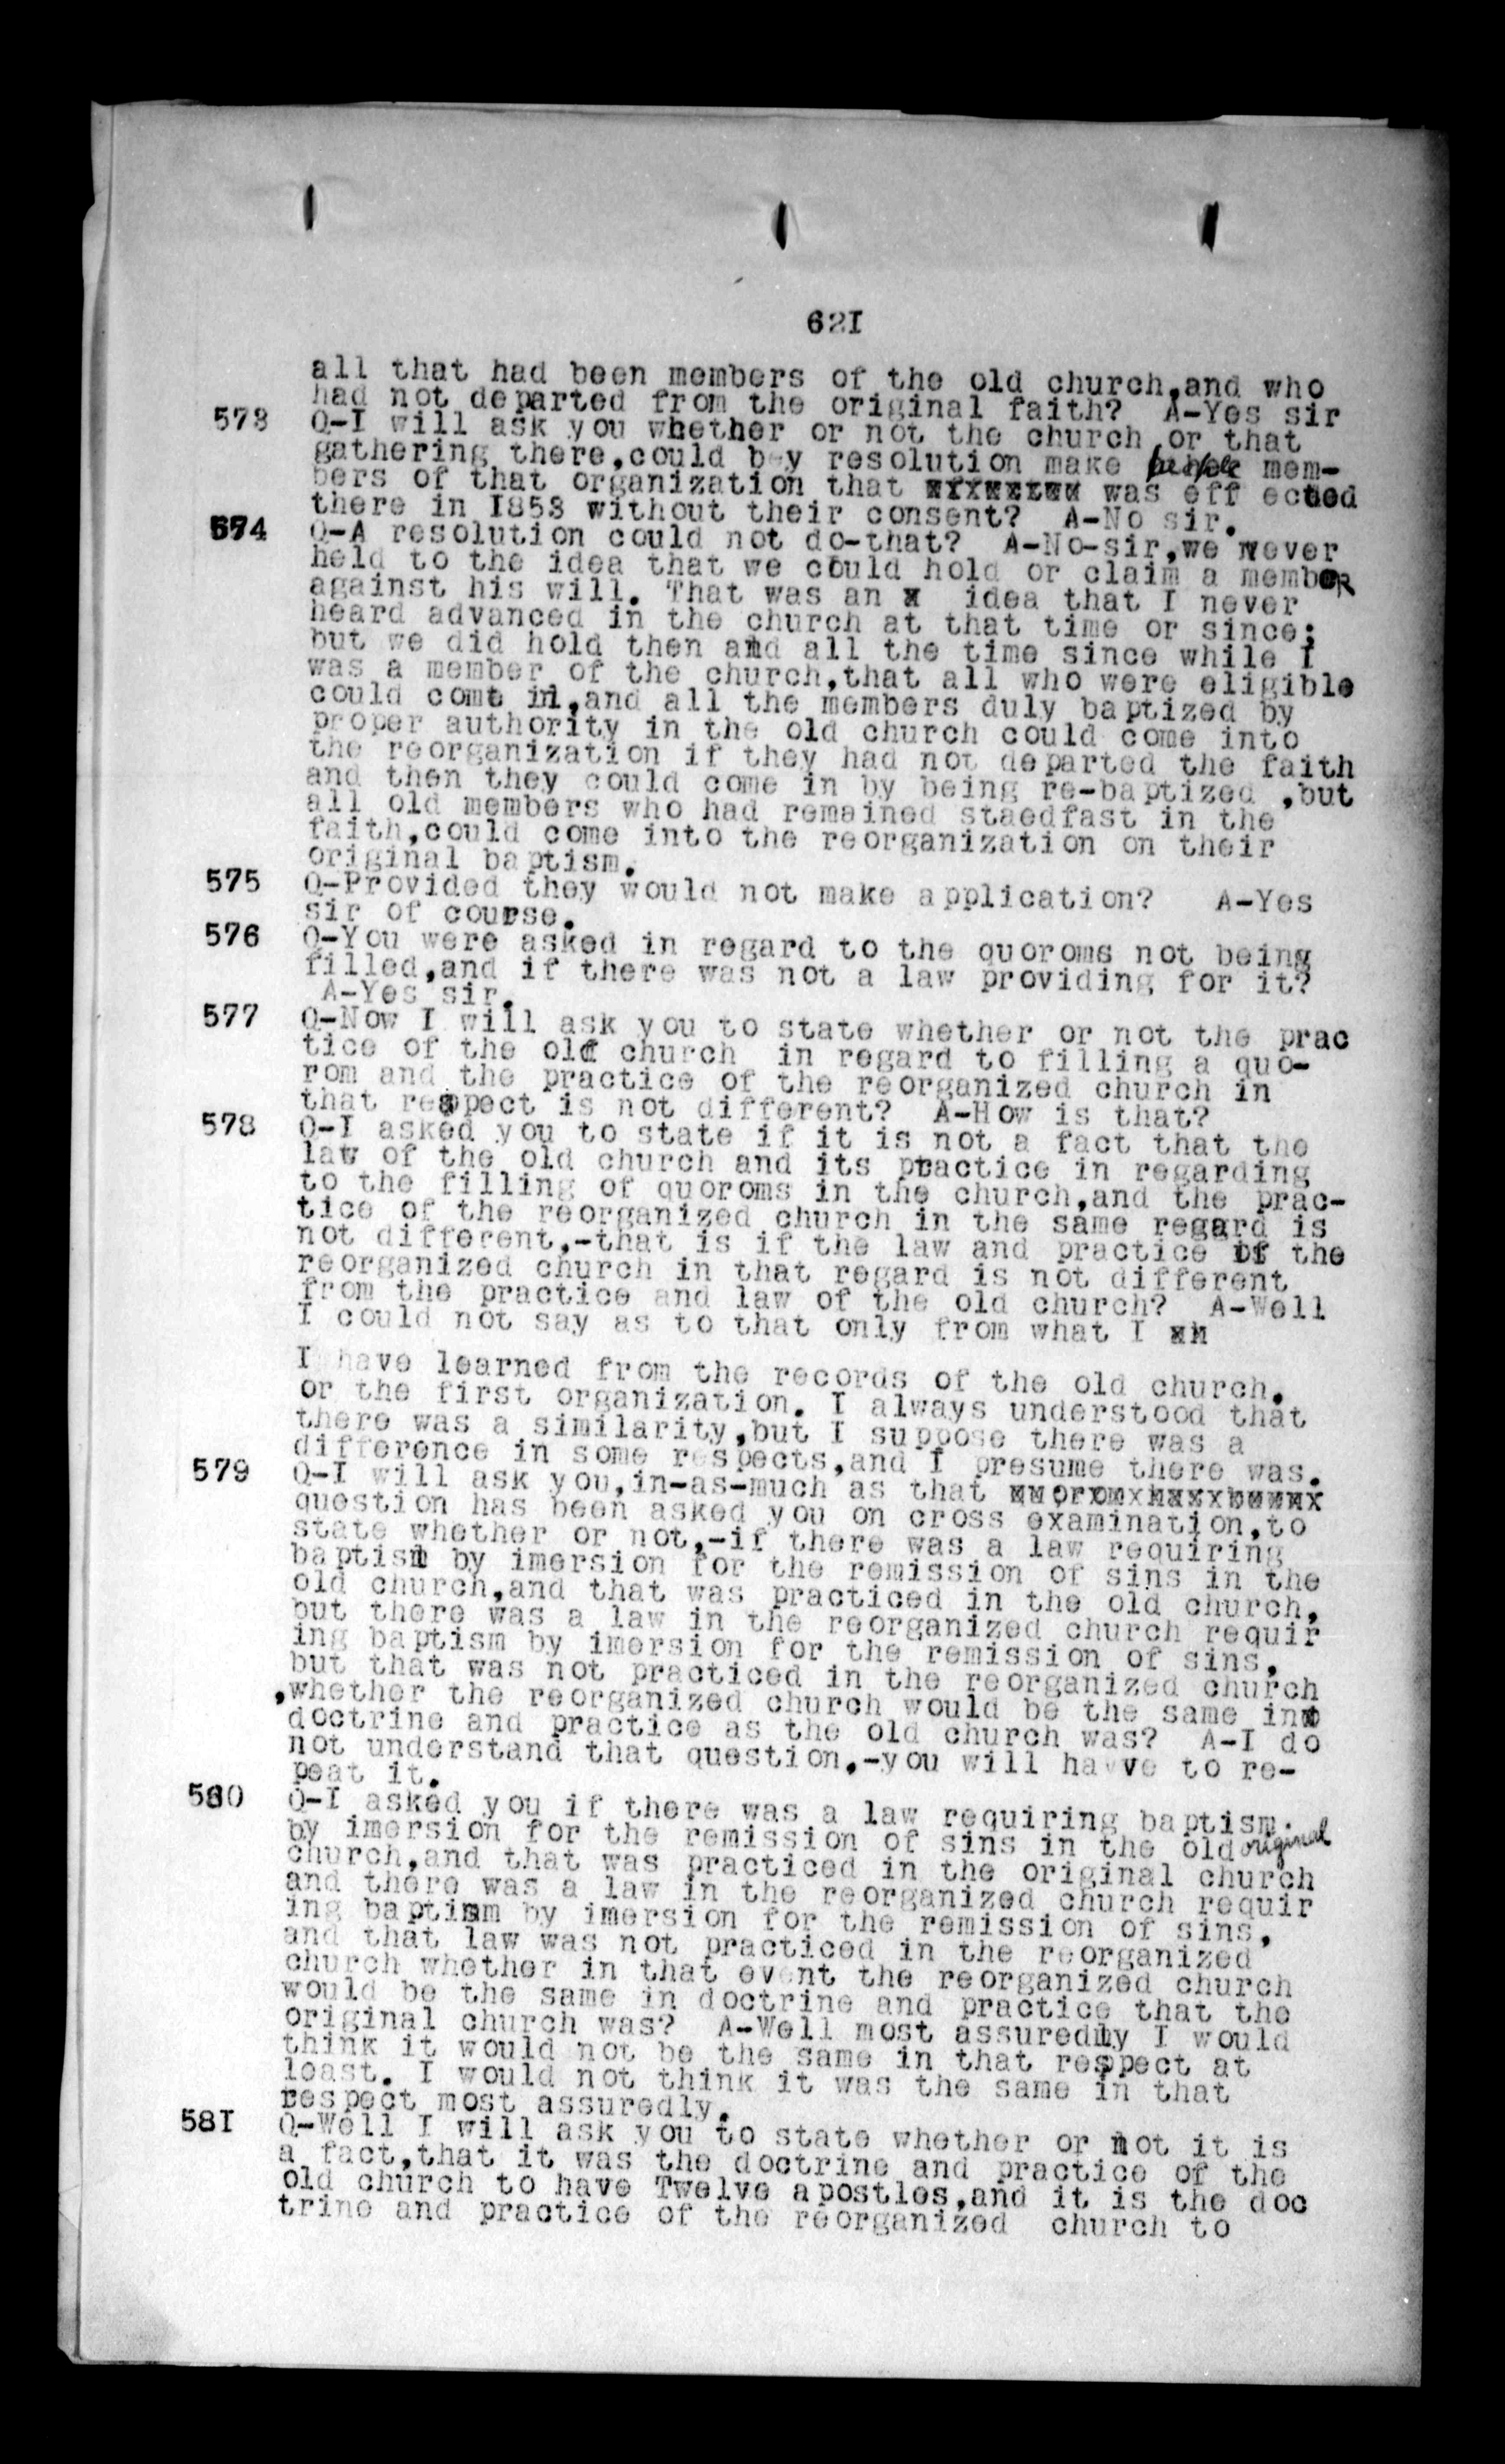 62I
all that had been members of the old church,and who
had not departed from the original faith? A-Yes sir
573 Q-I will ask you whether or not the church,or that
gathering there,could bey resolution make people mem-
bers of that organization that was eff ected
there in I853 without their consent? A-No sir.
574 Q-A resolution could not do-that? A-No-sir,we never
held to the idea that we could hold or claim a membeR
against his will. That was an x idea that I never
heard advanced in the church at that time or since;
but we did hold then and all the time since while I
was a member of the church,that all who were eligible
could come in,and all the members duly baptized by
proper authority in the old church could come into
the reorganization if they had not departed the faith
and then they could come in by being re-baptized ,but
all old members who had remained staedfast in the
faith,could come into the reorganization on their
original baptism.
575 Q-Provided they would not make application? A-Yes
sir of course.
576 Q-You were asked in regard to the quoroms not being
filled,and if there was not a law providing for it?
A-Yes sir.
577 Q-Now I will ask you to state whether or not the prac
tice of the old church in regard to filling a quo-
rom and the practice of the reorganized church in
that respect is not different? A-How is that?
578 Q-I asked you to state if it is not a fact that the
law of the old church and its practice in regarding
to the filling of quoroms in the church,and the prac-
tice of the reorganized church in the same regard is
not different,-that is if the law and practice of the
reorganized church in that regard is not different
from the practice and law of the old church? A-Well
I could not say as to that only from what I xh
I have learned from the records of the old church.
or the first organization. I always understood that
there was a similarity,but I suppose there was a
difference in some respects,and I presume there was.
579 Q-I will ask you,in-as-much as that
question has been asked you on cross examination,to
state whether or not,-if there was a law requiring
baptism by imersion for the remission of sins in the
old church,and that was practiced in the old church,
but there was a law in the reorganized church requir
ing baptism by imersion for the remission of sins,
but that was not practiced in the reorganized church
,whether the reorganized church would be the same in
doctrine and practice as the old church was? A-I do
not understand that question,-you will havve to re-
peat it.
580 Q-I asked you if there was a law requiring baptism.
by imersion for the remission of sins in the old original
church,and that was practiced in the original church
and there was a law in the reorganized church requir
ing baptism by imersion for the remission of sins,
and that law was not practiced in the reorganized
church whether in that event the reorganized church
would be the same in doctrine and practice that the
original church was? A-Well most assuredly I would
think it would not be the same in that respect at
least. I would not think it was the same in that
respect most assuredly.
58I Q-Well I will ask you to state whether or not it is
a fact,that it was the doctrine and practice of the
old church to have Twelve apostles,and it is the doc
trine and practice of the reorganized church to